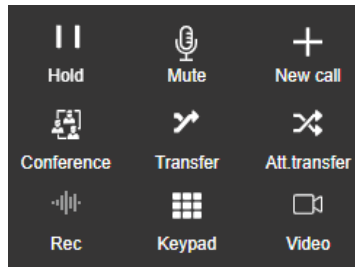 Hold Mute New call
Conference Transfer Att.transfer
Rec Keypad Video